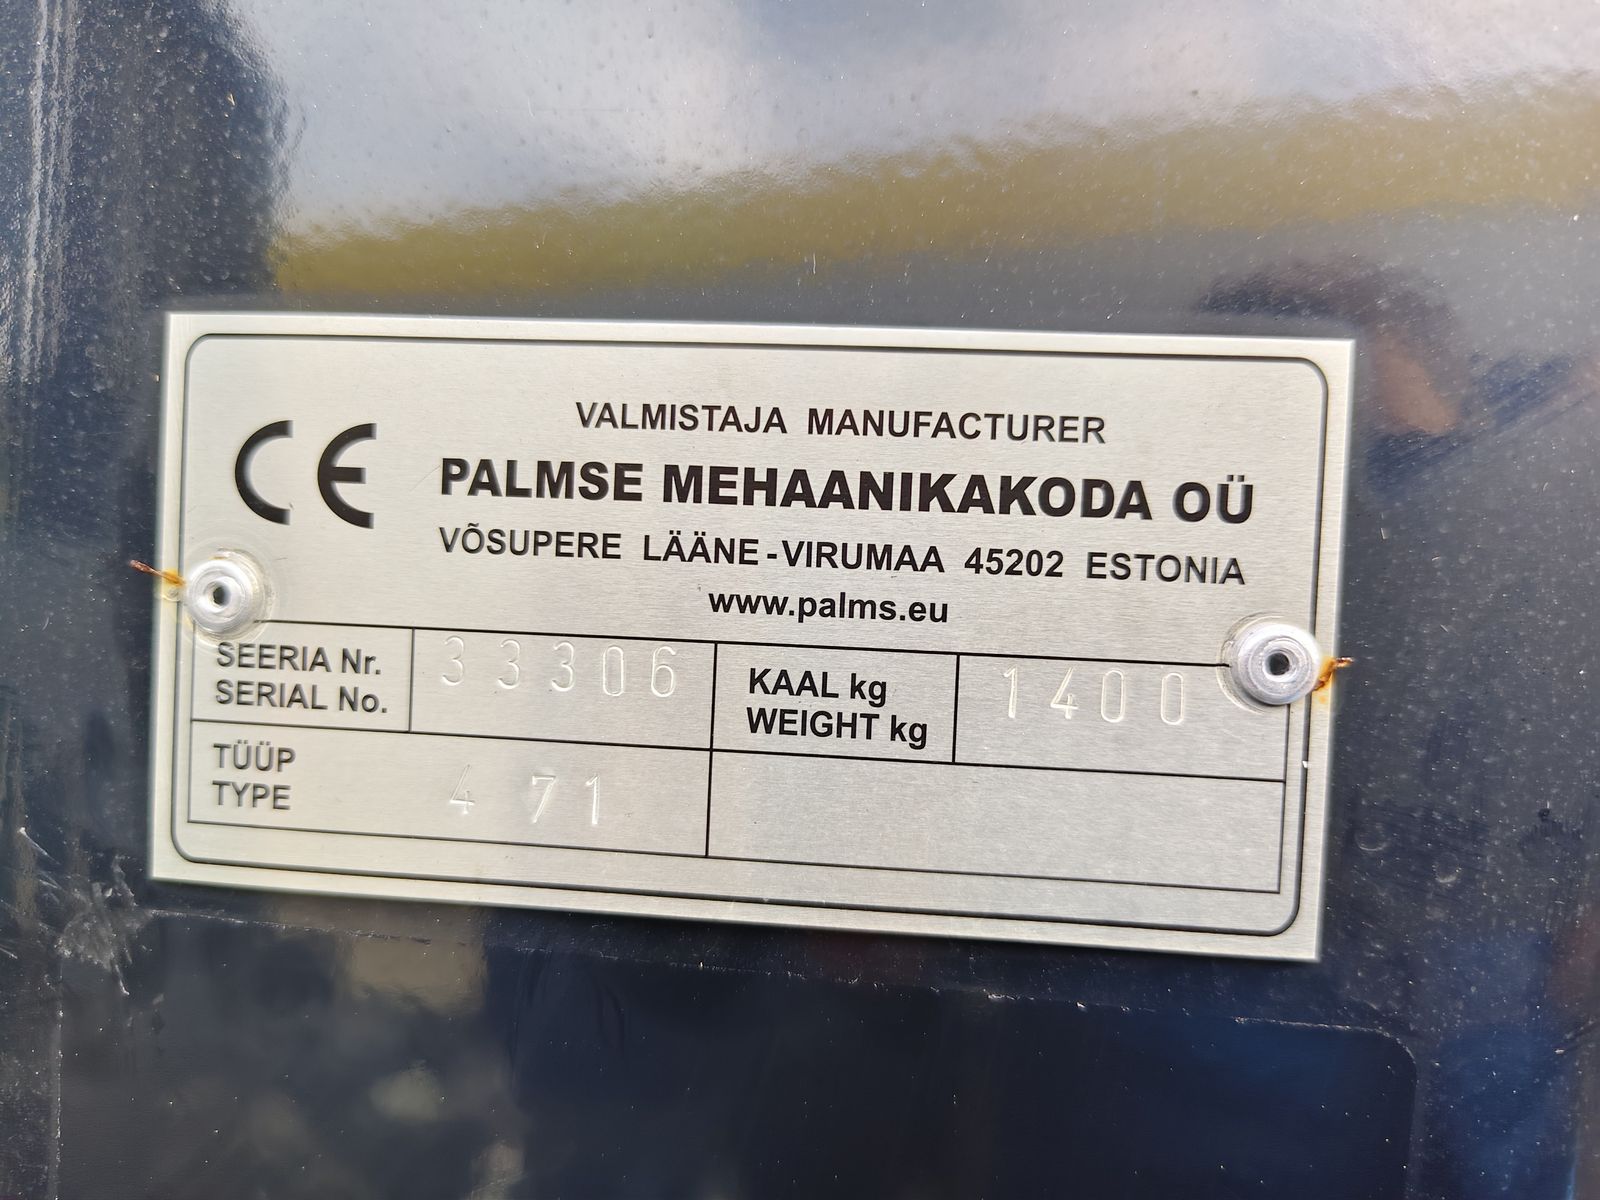 CE
VALMISTAJA MANUFACTURER
PALMSE MEHAANIKAKODA OÜ
VÕSUPERE LÄÄNE-VIRUMAA 45202 ESTONIA
www.palms.eu
SEERIA Nr.
SERIAL No.
33306
KAAL kg
WEIGHT kg
1400
TÜÜP
TYPE
4 71